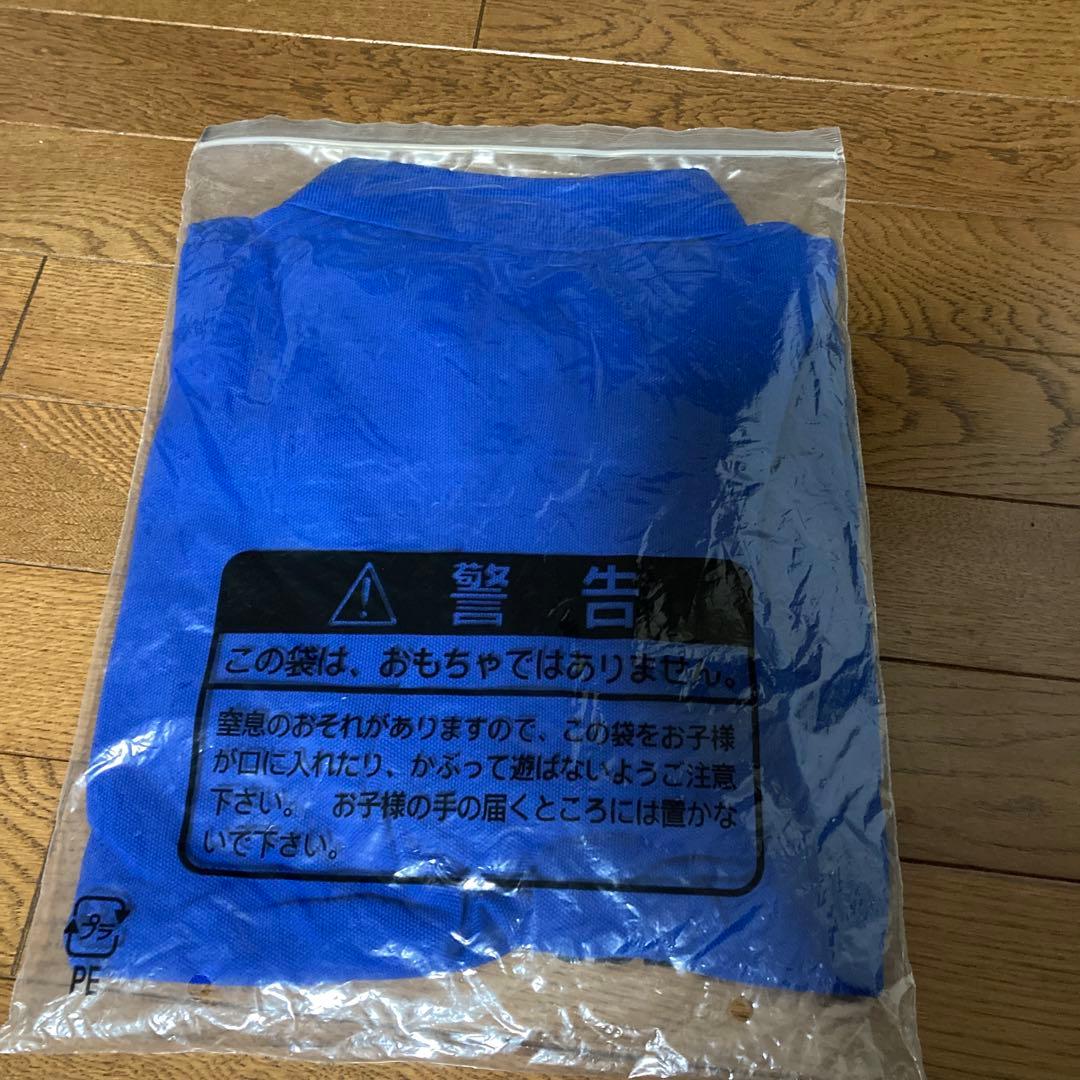 警告
この袋は、おもちゃではありません。
窒息のおそれがありますので、この袋をお子様
が口に入れたり、かぶって遊ばないようご注意
下さい。　お子様の手の届くところには置かな
いで下さい。
プラ
PE